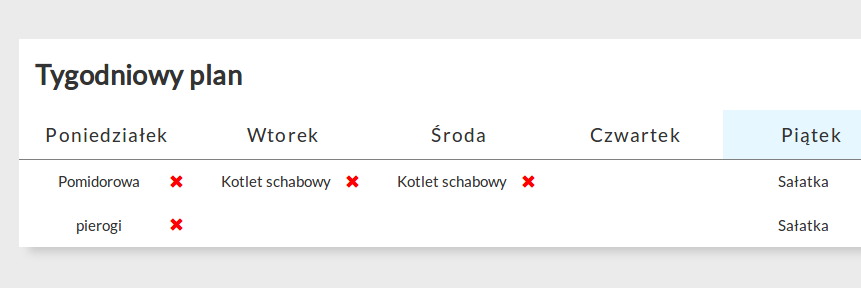 Tygodniowy plan
Poniedziałek Wtorek Środa Czwartek Piątek
Pomidorowa ✖ Kotlet schabowy ✖ Kotlet schabowy ✖ Sałatka
pierogi ✖ Sałatka